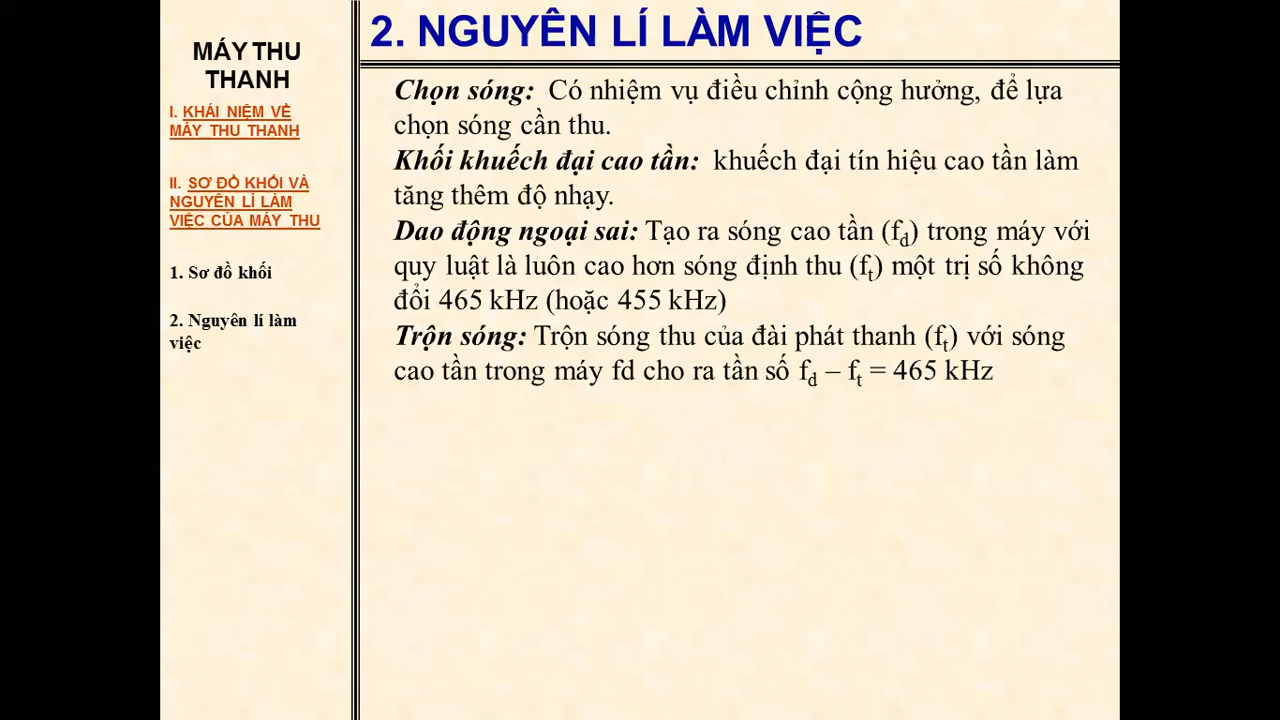 MÁY THU
THANH
I. KHÁI NIỆM VỀ
MÁY THU THANH
II. SƠ ĐỒ KHỐI VÀ
NGUYÊN LÍ LÀM
VIỆC CỦA MÁY THU
1. Sơ đồ khối
2. Nguyên lí làm
việc
2. NGUYÊN LÍ LÀM VIỆC
Chọn sóng: Có nhiệm vụ điều chỉnh cộng hưởng, để lựa
chọn sóng cần thu.
Khối khuếch đại cao tần: khuếch đại tín hiệu cao tần làm
tăng thêm độ nhạy.
Dao động ngoại sai: Tạo ra sóng cao tần (fd) trong máy với
quy luật là luôn cao hơn sóng định thu (ft) một trị số không
đổi 465 kHz (hoặc 455 kHz)
Trộn sóng: Trộn sóng thu của đài phát thanh (ft) với sóng
cao tần trong máy fd cho ra tần số fd – ft = 465 kHz